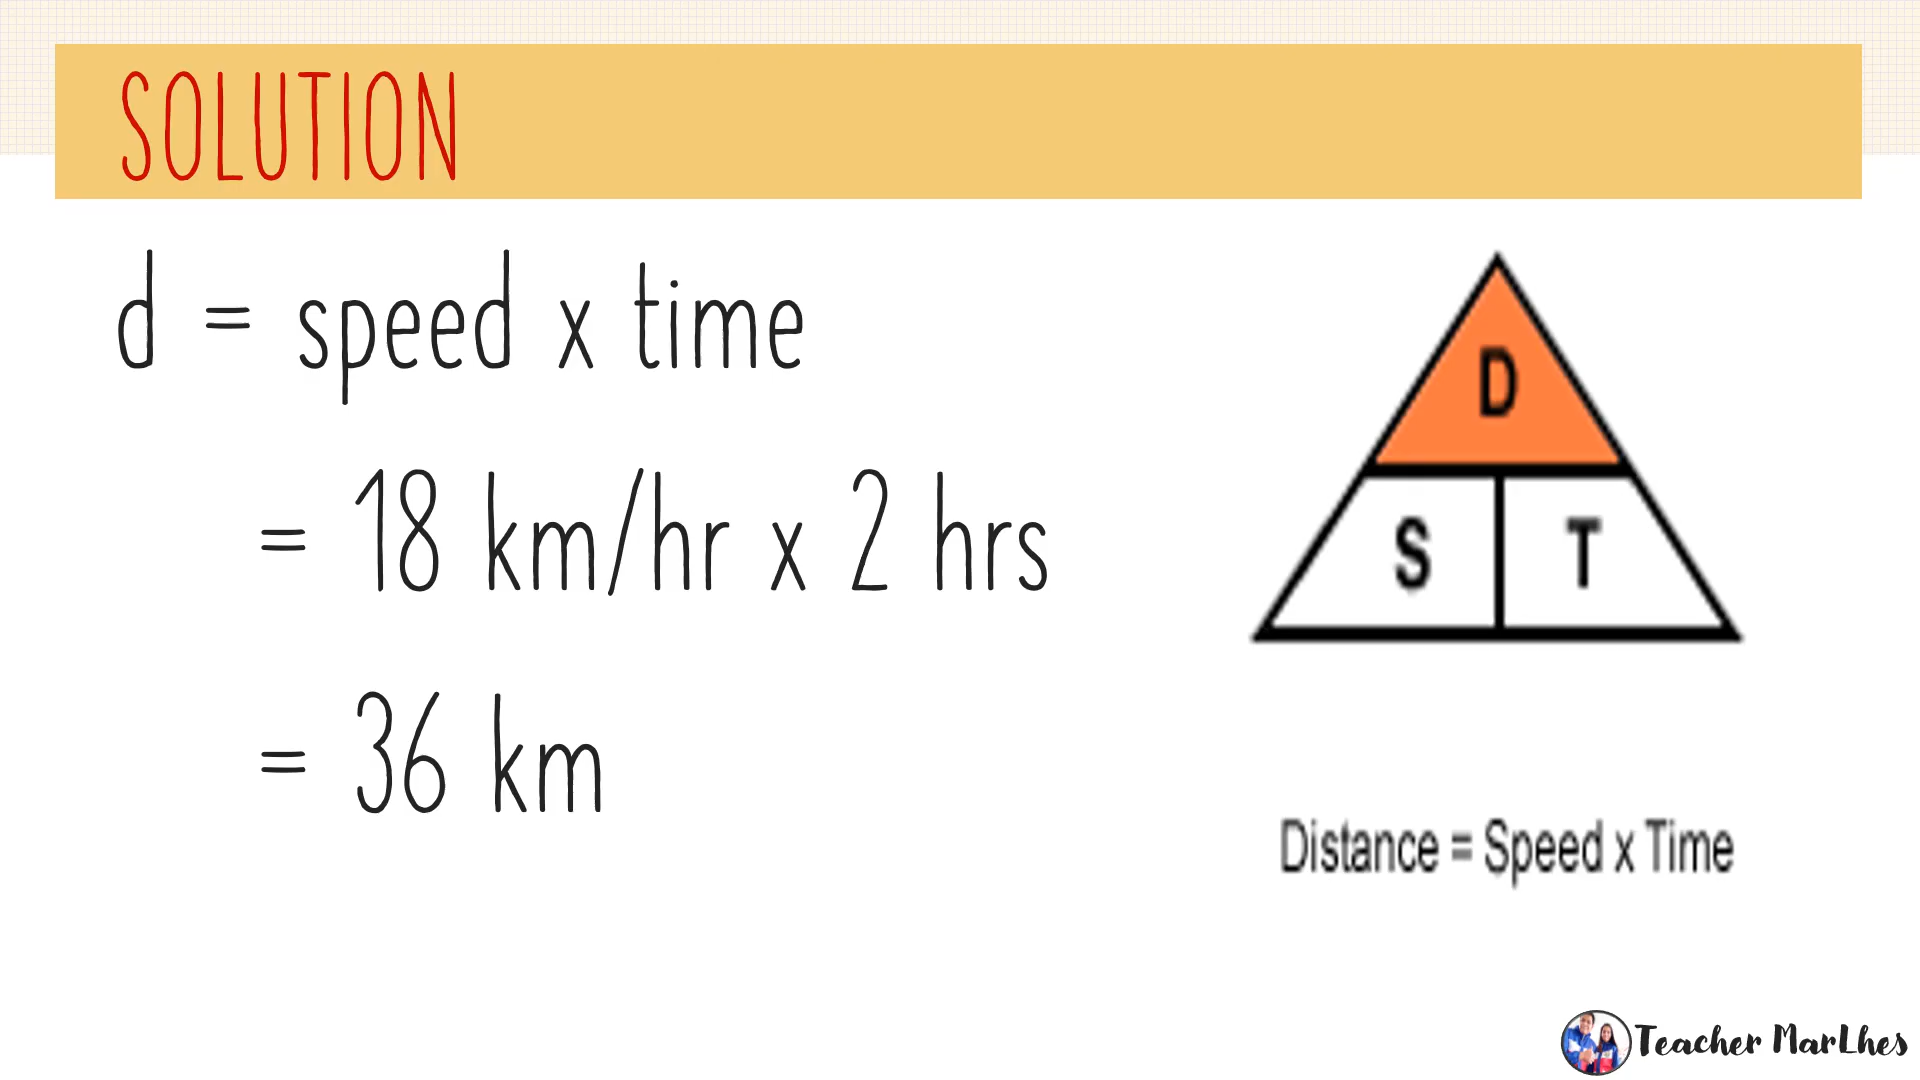 SOLUTION
d = speed x time
= 18 km/hr x 2 hrs
= 36 km
D
S T
Distance = Speed x Time
Teacher MarLhes